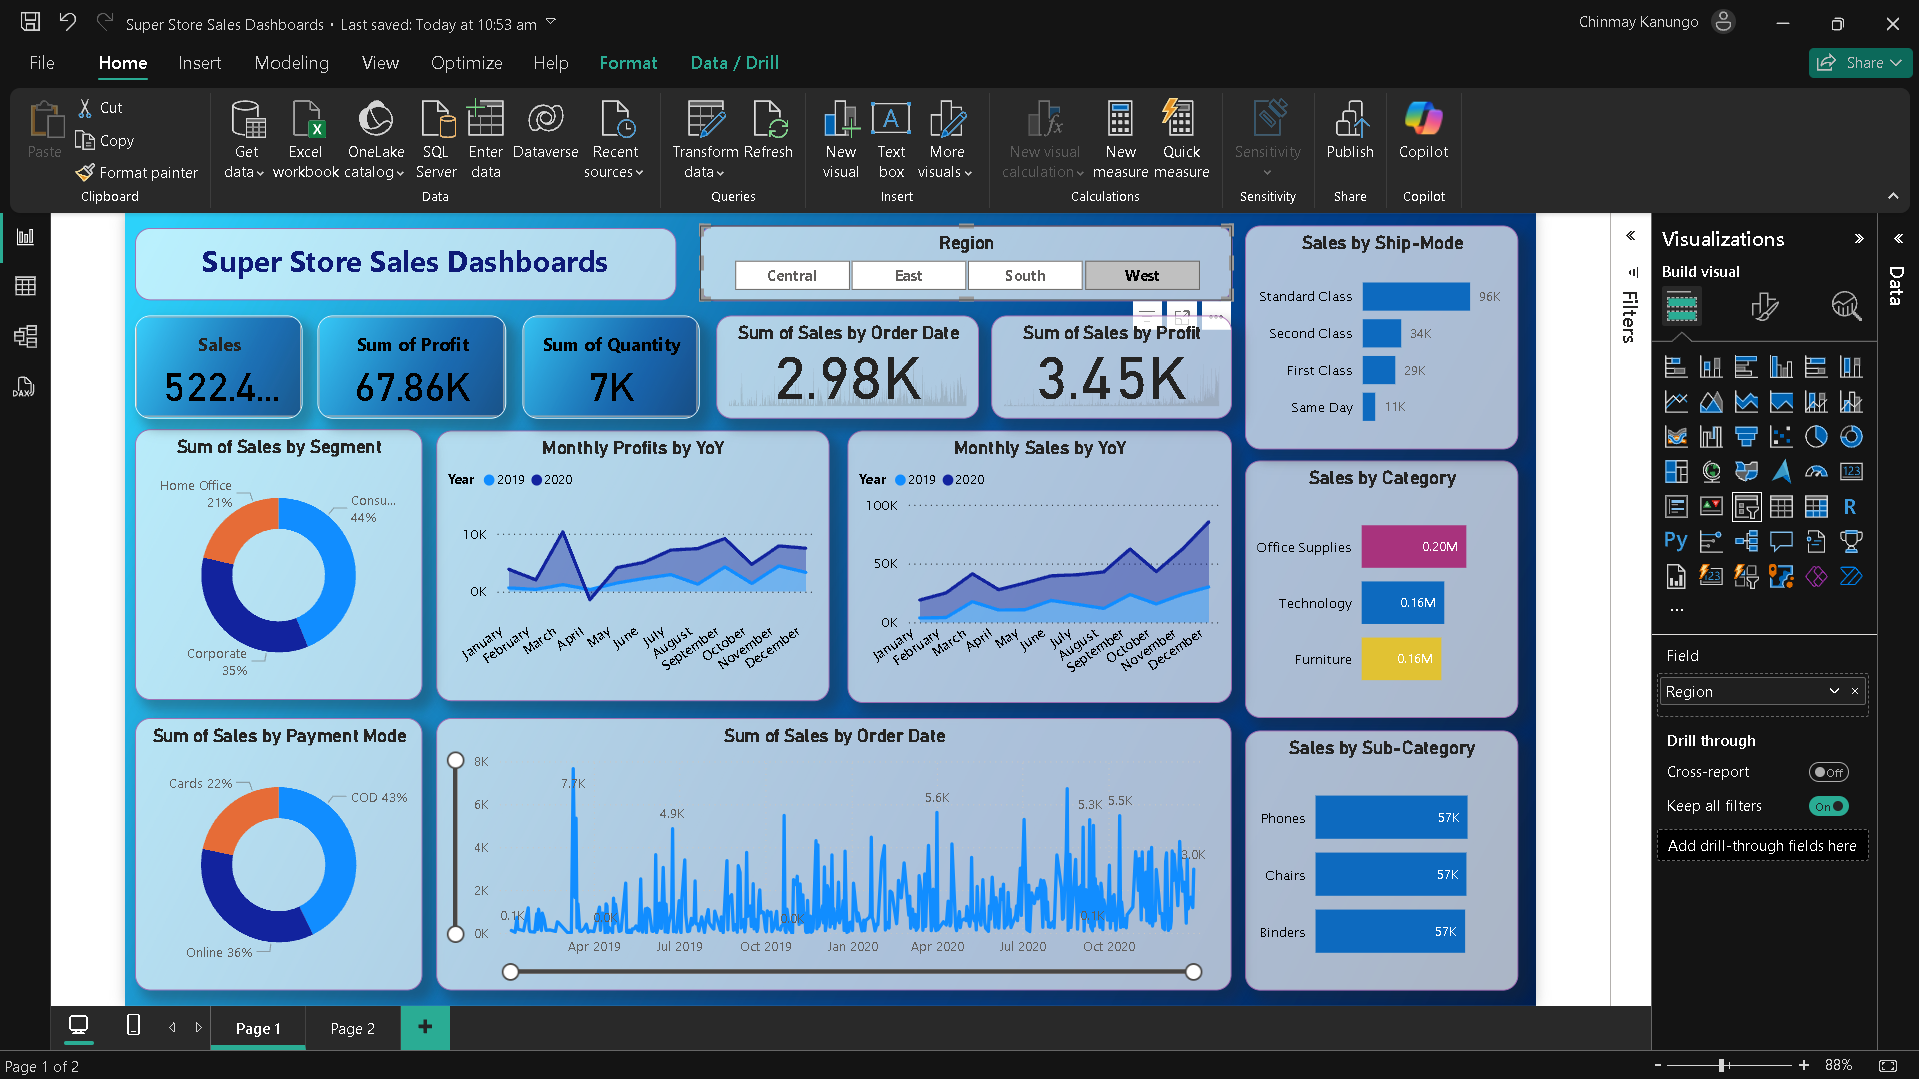 Super Store Sales Dashboards • Last saved: Today at 10:53 am
Chinmay Kanungo
File Home Insert Modeling View Optimize Help Format Data / Drill
Share
Paste
Cut
Copy
Format painter
Clipboard
Get data
Excel workbook
OneLake catalog
SQL Server
Enter data
Dataverse
Recent sources
Data
Transform data
Refresh
Queries
New visual
Text box
More visuals
Insert
New visual calculation
New measure
Quick measure
Calculations
Sensitivity
Sensitivity
Publish
Share
Copilot
Copilot
DAX
Super Store Sales Dashboards
Region
Central East South West
Sales
522.4...
Sum of Profit
67.86K
Sum of Quantity
7K
Sum of Sales by Order Date
2.98K
Sum of Sales by Profit
3.45K
Sales by Ship-Mode
Standard Class 96K
Second Class 34K
First Class 29K
Same Day 11K
Sum of Sales by Segment
Home Office
21%
Consu...
44%
Corporate
35%
Monthly Profits by YoY
Year 2019 2020
10K
0K
January February March April May June July August September October November December
Monthly Sales by YoY
Year 2019 2020
100K
50K
0K
January February March April May June July August September October November December
Sales by Category
Office Supplies 0.20M
Technology 0.16M
Furniture 0.16M
Sum of Sales by Payment Mode
Cards 22%
COD 43%
Online 36%
Sum of Sales by Order Date
8K
6K
4K
2K
0K
7.7K
4.9K
5.6K
5.3K
5.5K
3.0K
0.1K
0.0K
0.0K
0.1K
Apr 2019 Jul 2019 Oct 2019 Jan 2020 Apr 2020 Jul 2020 Oct 2020
Sales by Sub-Category
Phones 57K
Chairs 57K
Binders 57K
Filters
Visualizations
Build visual
123
R
Py
123
...
Field
Region
Drill through
Cross-report Off
Keep all filters On
Add drill-through fields here
Data
Page 1
Page 2
Page 1 of 2
88%